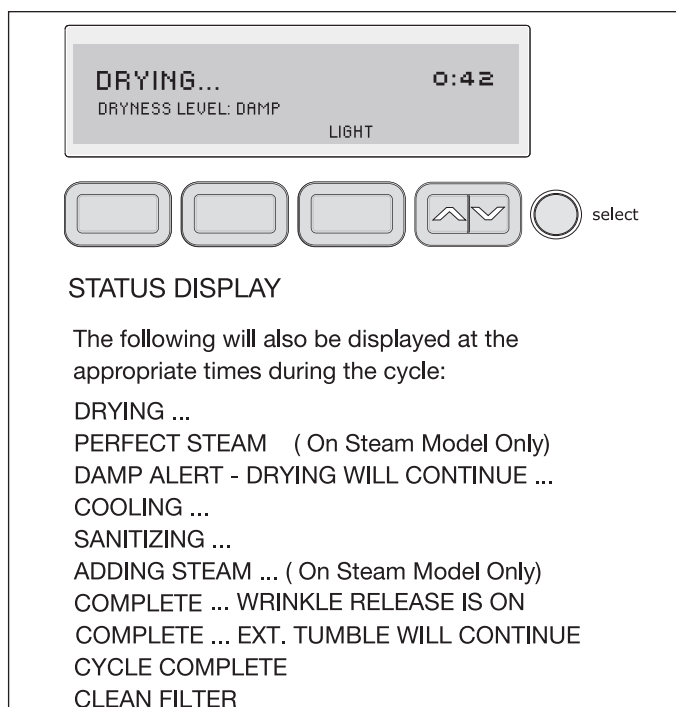 DRYING... 0:42
DRYNESS LEVEL: DAMP
LIGHT
select
STATUS DISPLAY
The following will also be displayed at the
appropriate times during the cycle:
DRYING ...
PERFECT STEAM ( On Steam Model Only)
DAMP ALERT - DRYING WILL CONTINUE ...
COOLING ...
SANITIZING ...
ADDING STEAM ... ( On Steam Model Only)
COMPLETE ... WRINKLE RELEASE IS ON
COMPLETE ... EXT. TUMBLE WILL CONTINUE
CYCLE COMPLETE
CLEAN FILTER